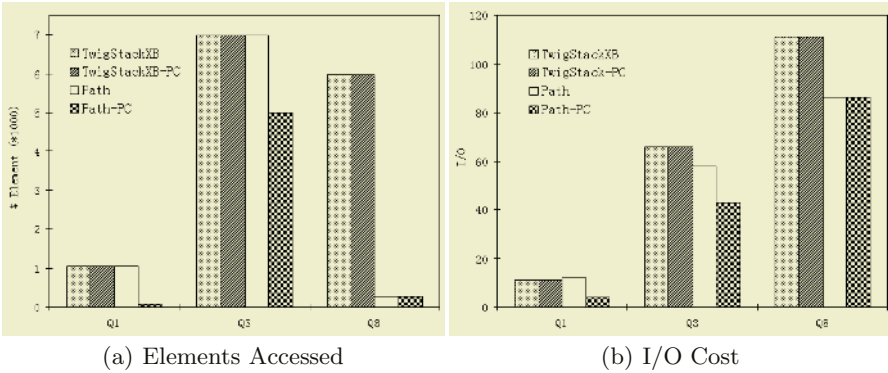 7
6
5
4
3
2
1
0
# Element (*1000)
TwigStackXB
TwigStackXB-PC
Path
Path-PC
Q1
Q3
Q8
(a) Elements Accessed
120
100
80
60
40
20
0
I/O
TwigStackXB
TwigStack-PC
Path
Path-PC
Q1
Q3
Q8
(b) I/O Cost